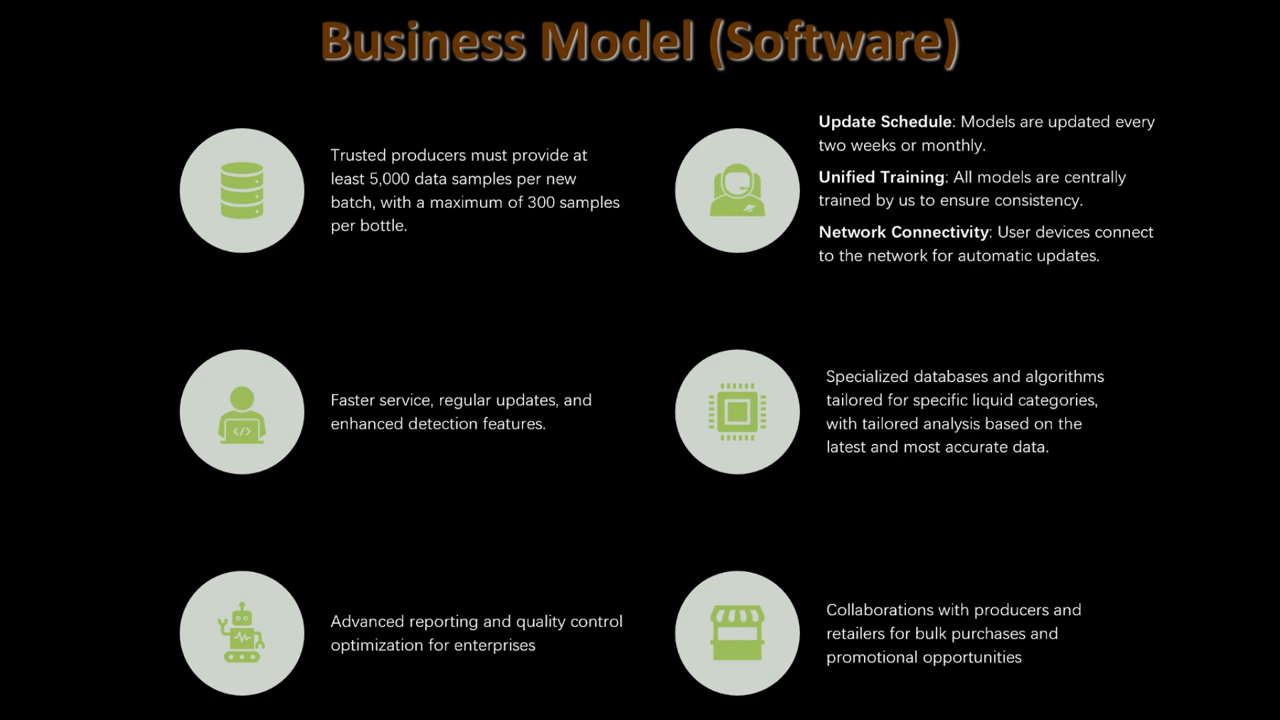 Business Model (Software)
Trusted producers must provide at
least 5,000 data samples per new
batch, with a maximum of 300 samples
per bottle.
Update Schedule: Models are updated every
two weeks or monthly.
Unified Training: All models are centrally
trained by us to ensure consistency.
Network Connectivity: User devices connect
to the network for automatic updates.
Faster service, regular updates, and
enhanced detection features.
Specialized databases and algorithms
tailored for specific liquid categories,
with tailored analysis based on the
latest and most accurate data.
Advanced reporting and quality control
optimization for enterprises
Collaborations with producers and
retailers for bulk purchases and
promotional opportunities